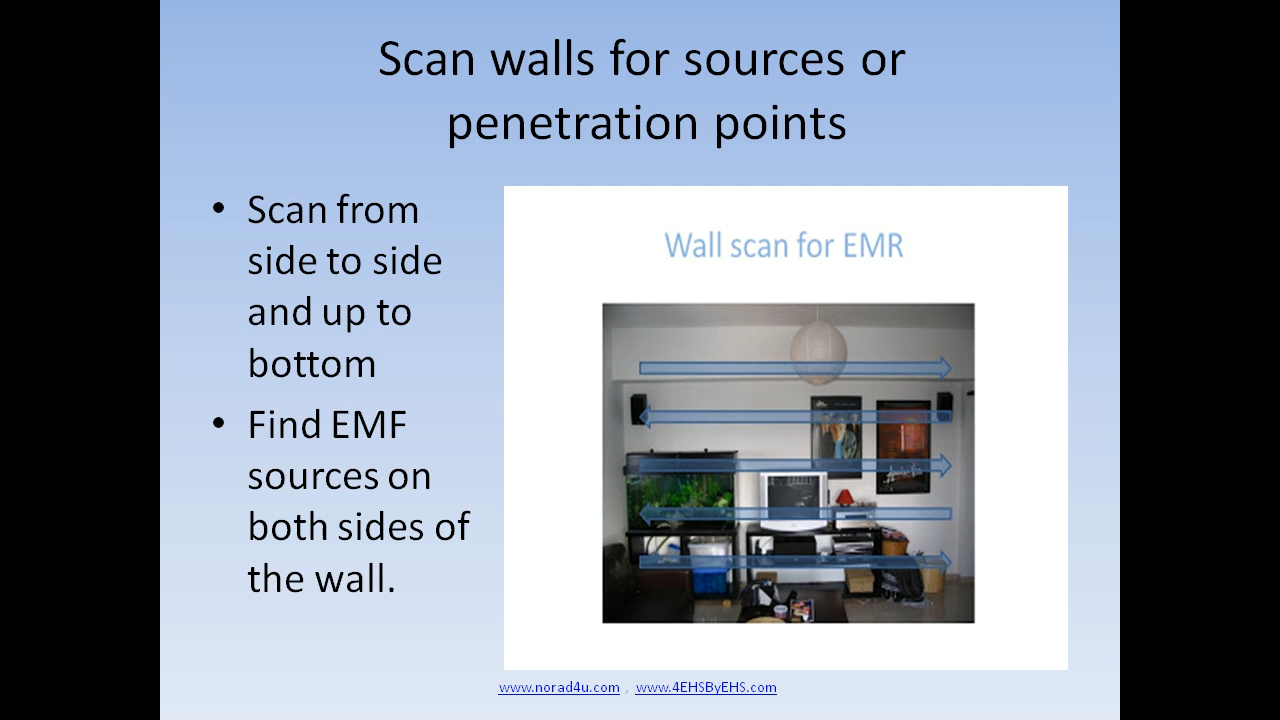 Scan walls for sources or
penetration points
• Scan from
side to side
and up to
bottom
• Find EMF
sources on
both sides of
the wall.
Wall scan for EMR
www.norad4u.com , www.4EHSByEHS.com